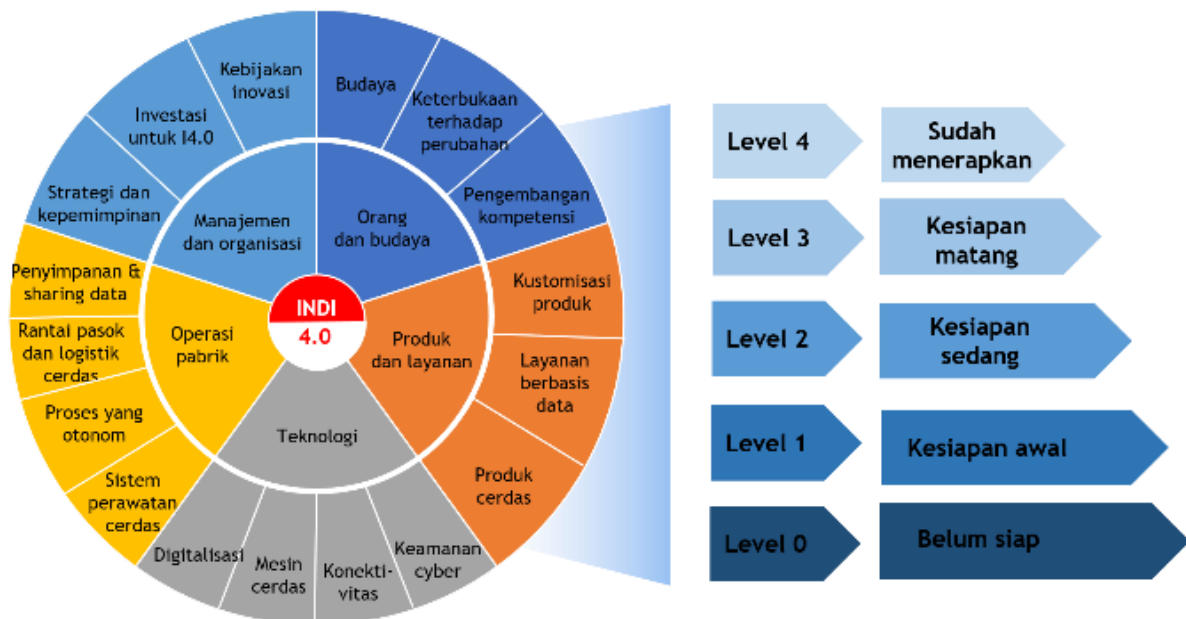 Kebijakan
inovasi
Budaya
Investasi
untuk I4.0
Keterbukaan
terhadap
perubahan
Strategi dan
kepemimpinan
Pengembangan
kompetensi
Manajemen
dan organisasi
Orang
dan budaya
Penyimpanan &
sharing data
Kustomisasi
produk
INDI
4.0
Rantai pasok
dan logistik
cerdas
Operasi
pabrik
Produk
dan layanan
Layanan
berbasis
data
Proses yang
otonom
Teknologi
Produk
cerdas
Sistem
perawatan
cerdas
Digitalisasi
Mesin
cerdas
Konekti-
vitas
Keamanan
cyber
Level 4
Sudah
menerapkan
Level 3
Kesiapan
matang
Level 2
Kesiapan
sedang
Level 1
Kesiapan awal
Level 0
Belum siap